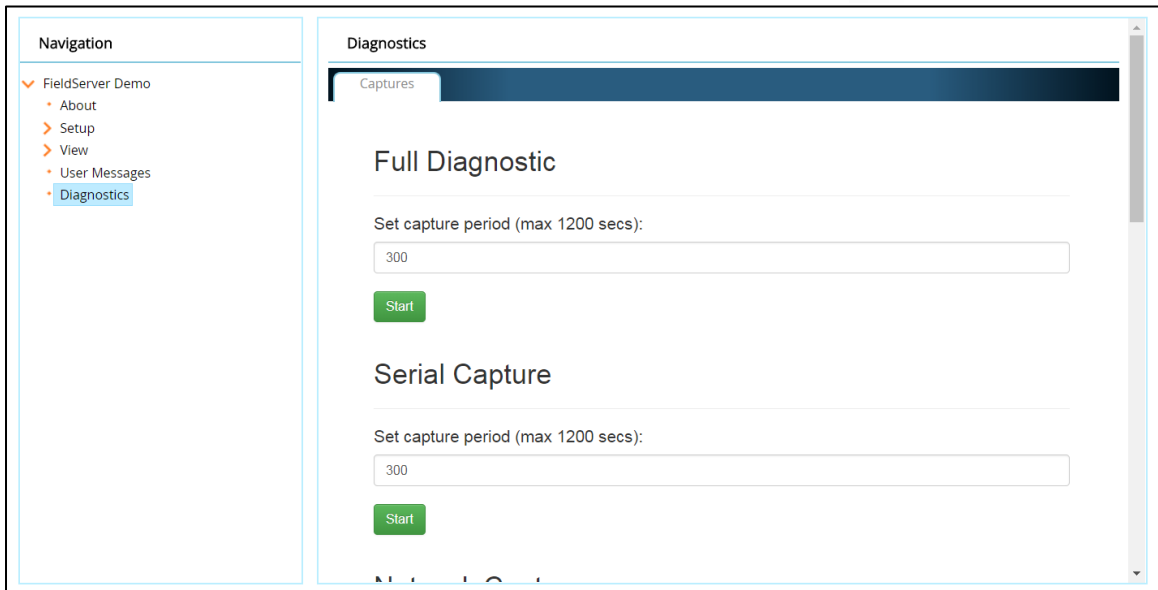 Navigation
FieldServer Demo
About
Setup
View
User Messages
Diagnostics
Diagnostics
Captures
Full Diagnostic
Set capture period (max 1200 secs):
300
Start
Serial Capture
Set capture period (max 1200 secs):
300
Start